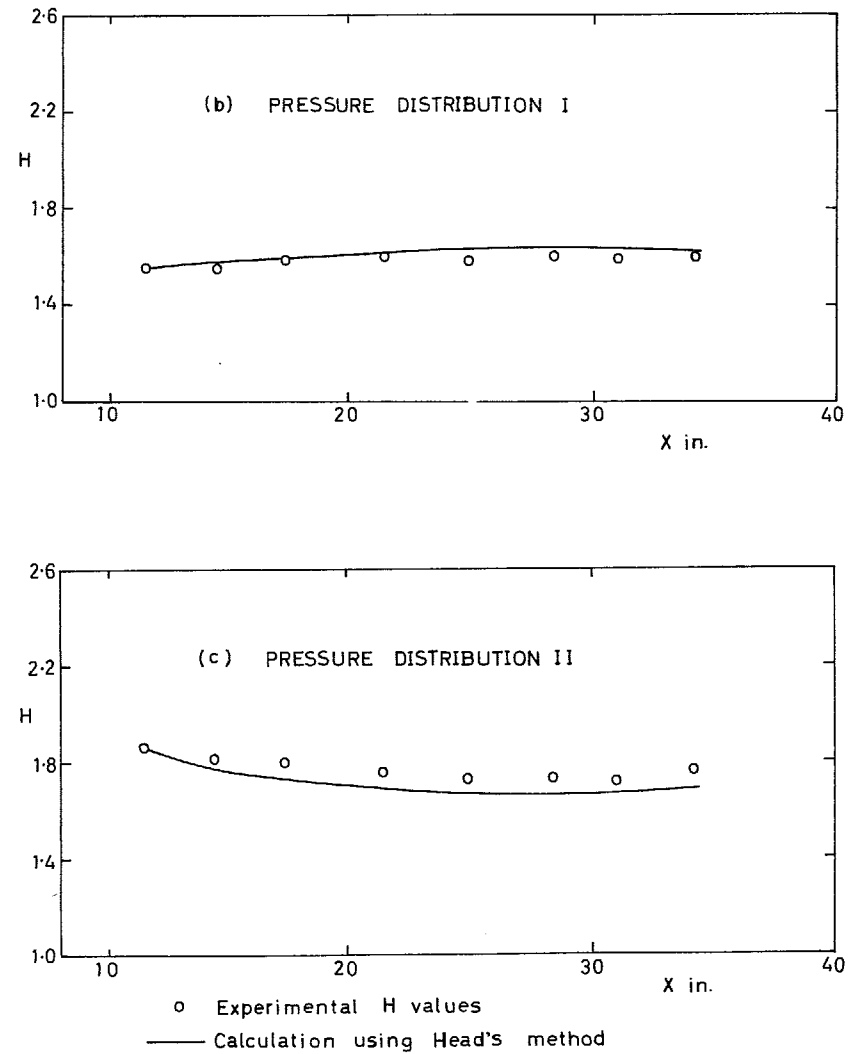 2·6
(b) PRESSURE DISTRIBUTION I
2·2
H
1·8
1·4
1·0
10 20 30 40
X in.
2·6
(c) PRESSURE DISTRIBUTION II
2·2
H
1·8
1·4
1·0
10 20 30 40
X in.
o Experimental H values
—— Calculation using Head's method